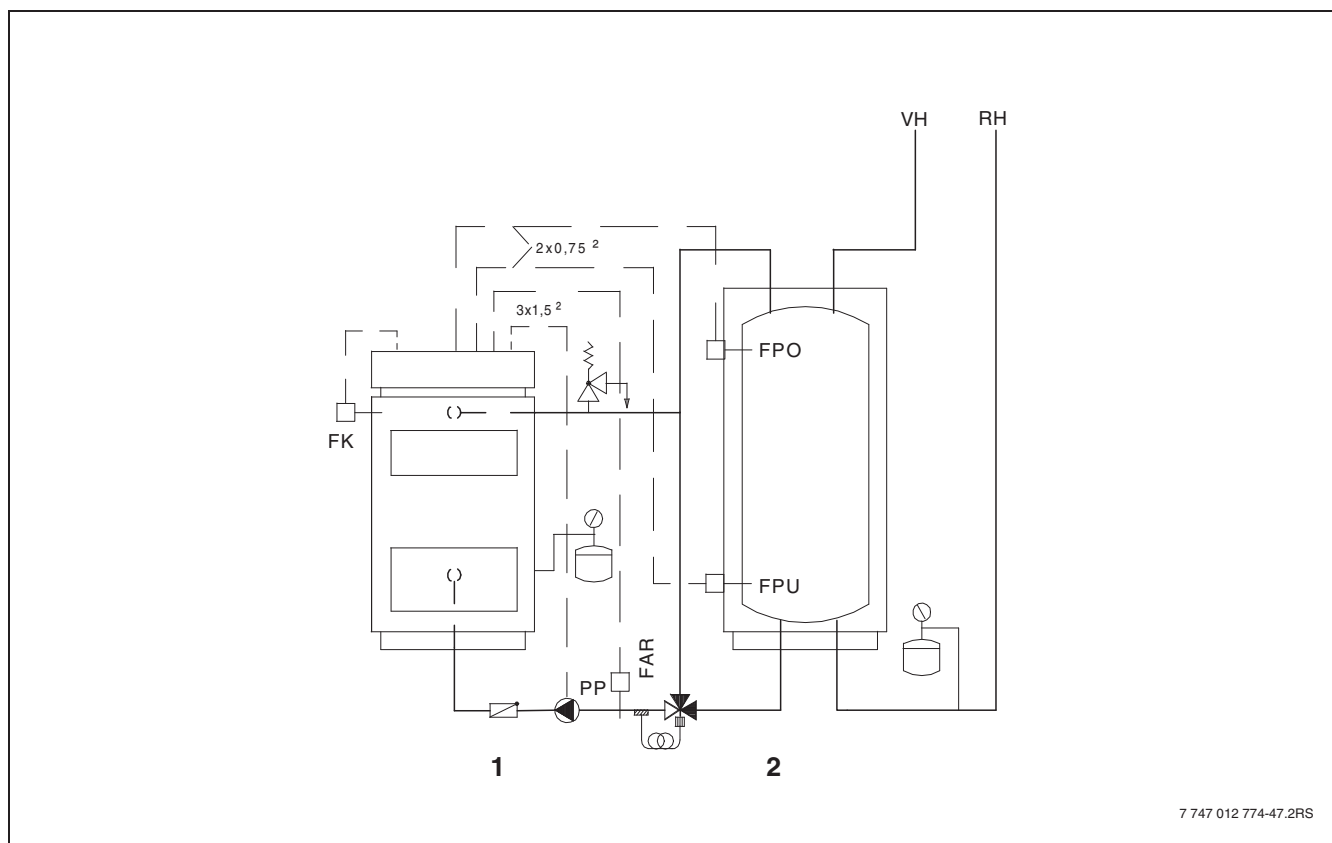 VH RH
2x0,75 ²
3x1,5 ²
FPO
FK
FPU
FAR
PP
1 2
7 747 012 774-47.2RS